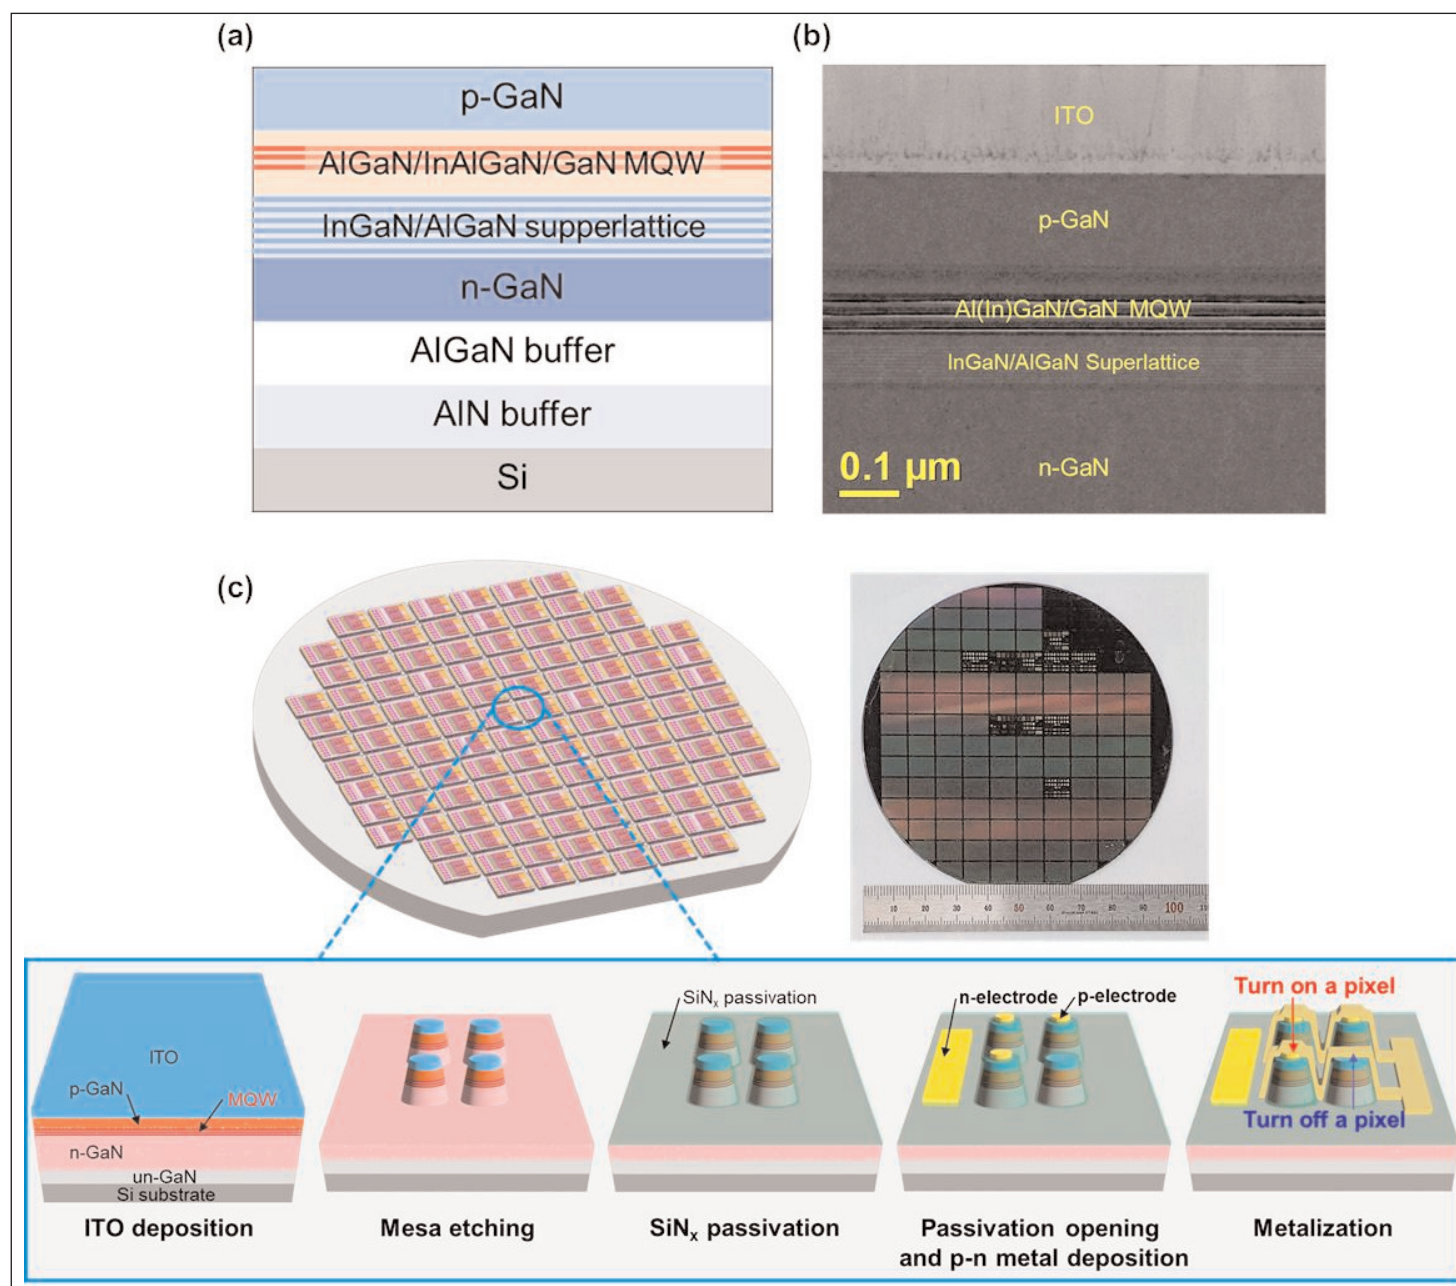 (a)
p-GaN
AlGaN/InAlGaN/GaN MQW
InGaN/AlGaN supperlattice
n-GaN
AlGaN buffer
AlN buffer
Si
(b)
ITO
p-GaN
Al(In)GaN/GaN MQW
InGaN/AlGaN Superlattice
n-GaN
0.1 µm
(c)
10 20 30 40 50 60 70 80 90 100
ITO
p-GaN
MQW
n-GaN
un-GaN
Si substrate
ITO deposition
Mesa etching
SiNx passivation
SiNx passivation
n-electrode
p-electrode
Passivation opening
and p-n metal deposition
Turn on a pixel
Turn off a pixel
Metalization